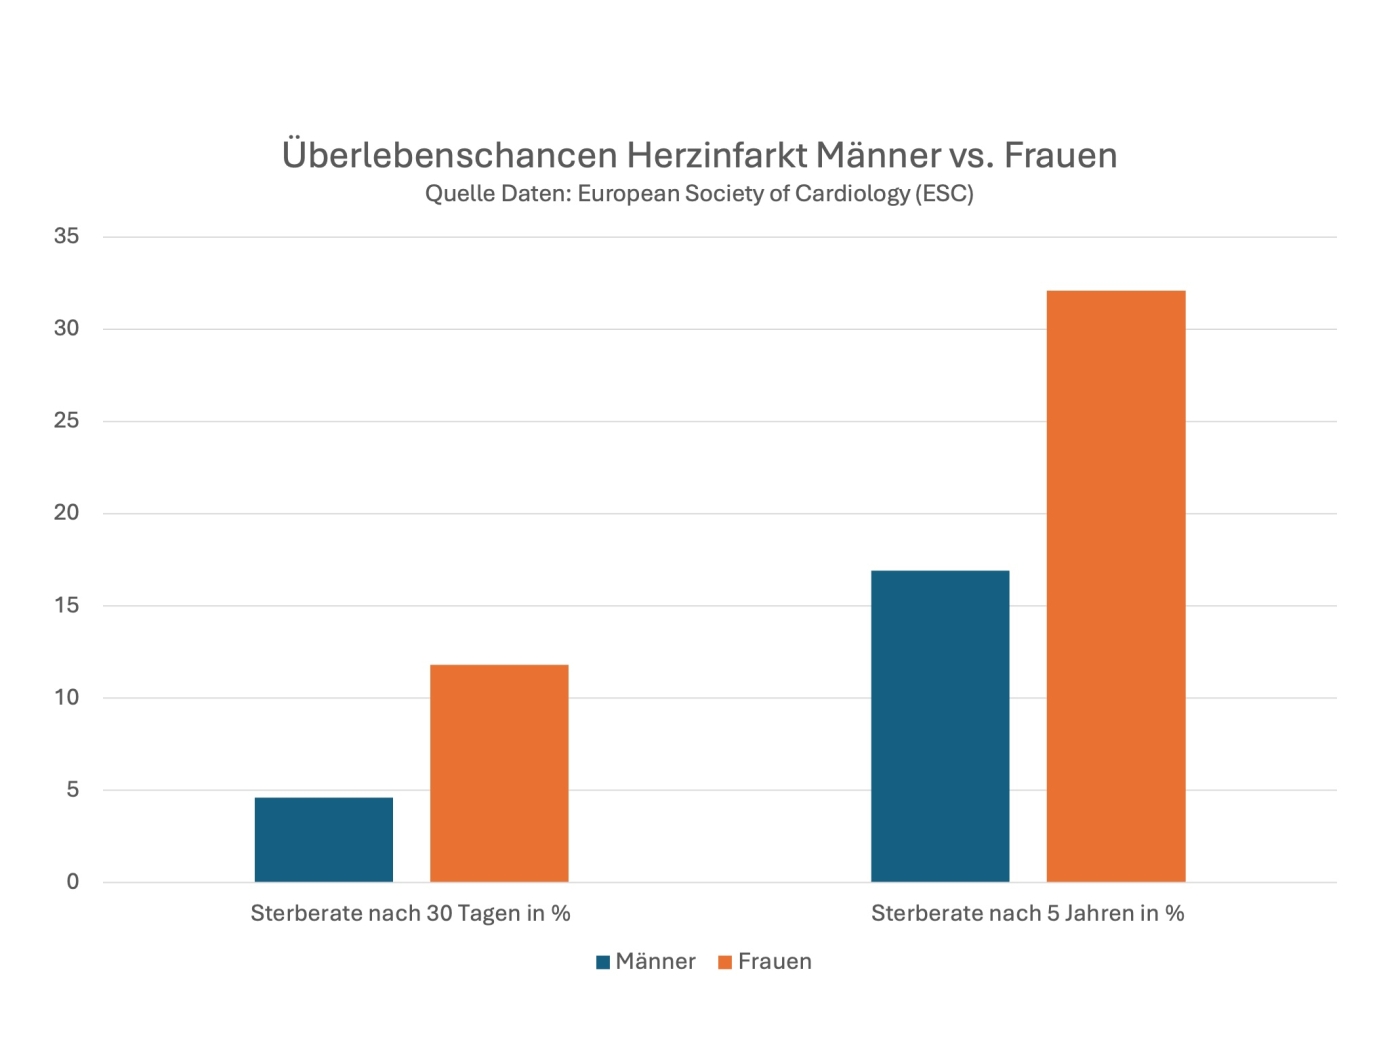 Überlebenschancen Herzinfarkt Männer vs. Frauen
Quelle Daten: European Society of Cardiology (ESC)
35
30
25
20
15
10
5
0
Sterberate nach 30 Tagen in % Sterberate nach 5 Jahren in %
Männer Frauen